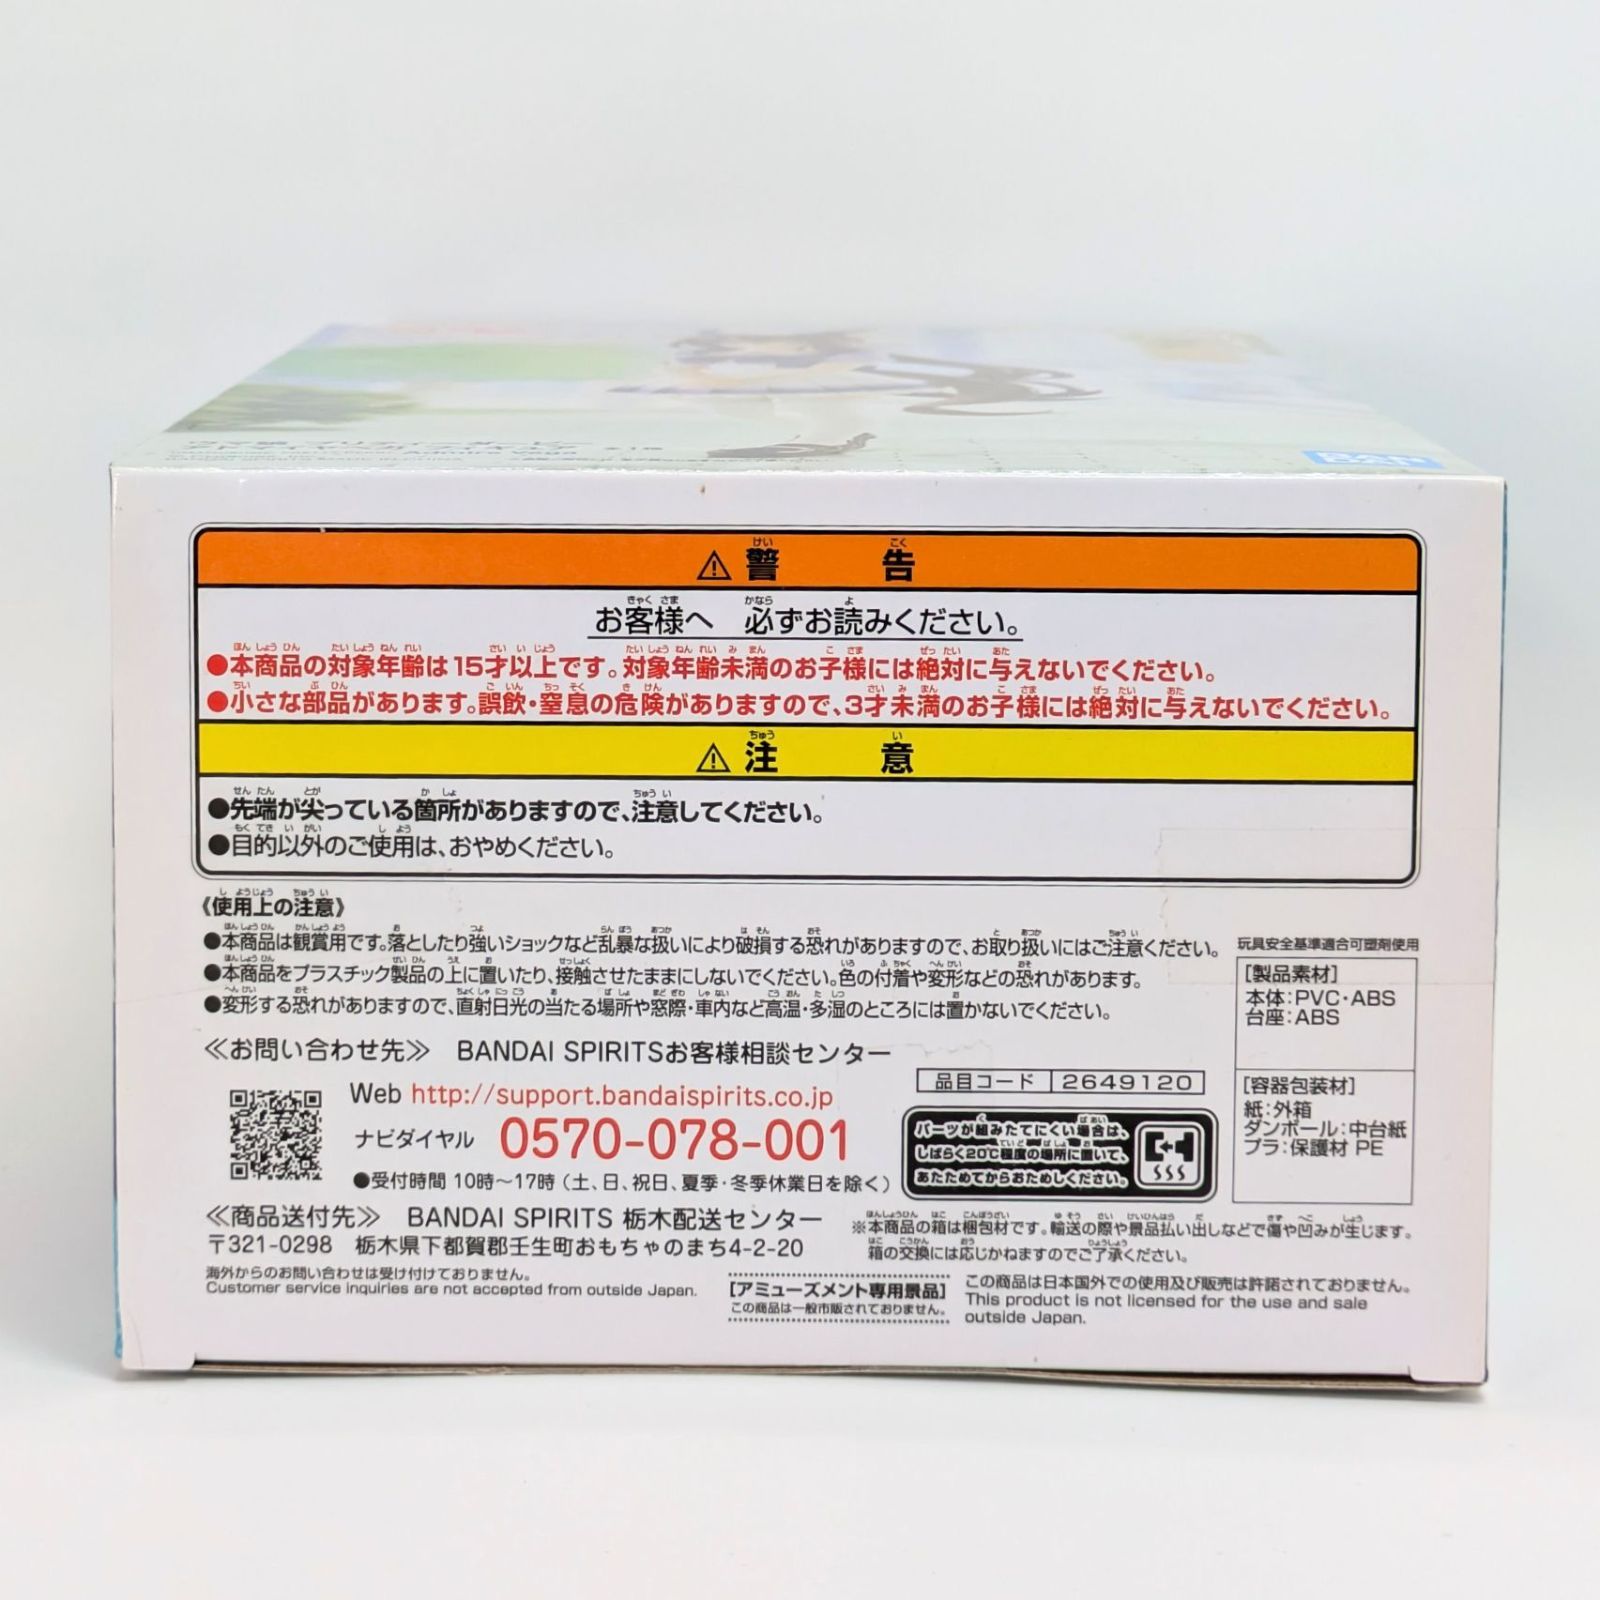 ウマ娘 プリティーダービー
アドマイヤベガフィギュア 全1種
Admire Vega
BANDAI
⚠警告
お客様へ 必ずお読みください。
●本商品の対象年齢は15才以上です。対象年齢未満のお子様には絶対に与えないでください。
●小さな部品があります。誤飲・窒息の危険がありますので、3才未満のお子様には絶対に与えないでください。
⚠注意
●先端が尖っている箇所がありますので、注意してください。
●目的以外のご使用は、おやめください。
《使用上の注意》
●本商品は観賞用です。落としたり強いショックなど乱暴な扱いにより破損する恐れがありますので、お取り扱いにはご注意ください。
●本商品をプラスチック製品の上に置いたり、接触させたままにしないでください。色の付着や変形などの恐れがあります。
●変形する恐れがありますので、直射日光の当たる場所や窓際・車内など高温・多湿のところには置かないでください。
≪お問い合わせ先≫ BANDAI SPIRITSお客様相談センター
Web http://support.bandaispirits.co.jp
ナビダイヤル 0570-078-001
●受付時間 10時〜17時（土、日、祝日、夏季・冬季休業日を除く）
≪商品送付先≫ BANDAI SPIRITS 栃木配送センター
〒321-0298 栃木県下都賀郡壬生町おもちゃのまち4-2-20
海外からのお問い合わせは受け付けておりません。
Customer service inquiries are not accepted from outside Japan.
品目コード 2649120
パーツが組みたてにくい場合は、
しばらく20℃程度の場所に置いて、
あたためてからおためしください。
玩具安全基準適合可塑剤使用
[製品素材]
本体：PVC・ABS
台座：ABS
[容器包装材]
紙：外箱
ダンボール：中台紙
プラ：保護材 PE
※本商品の箱は梱包材です。輸送の際や景品払い出しなどで傷や凹みが生じます。
箱の交換には応じかねますのでご了承ください。
[アミューズメント専用景品]
この商品は一般市販されておりません。
この商品は日本国外での使用及び販売は許諾されておりません。
This product is not licensed for the use and sale
outside Japan.